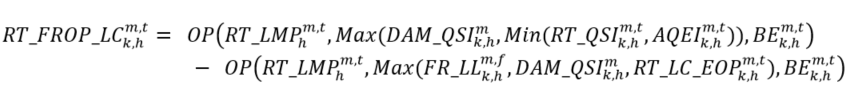 RT_FROP_LC^{m,t}_{k,h} = OP(RT_LMP^{m,t}_h, Max(DAM_QSI^m_{k,h}, Min(RT_QSI^{m,t}_{k,h}, AQEI^{m,t}_{k,h})), BE^{m,t}_{k,h})
− OP(RT_LMP^{m,t}_h, Max(FR_LL^{m,f}_{k,h}, DAM_QSI^m_{k,h}, RT_LC_EOP^{m,t}_{k,h}), BE^{m,t}_{k,h})